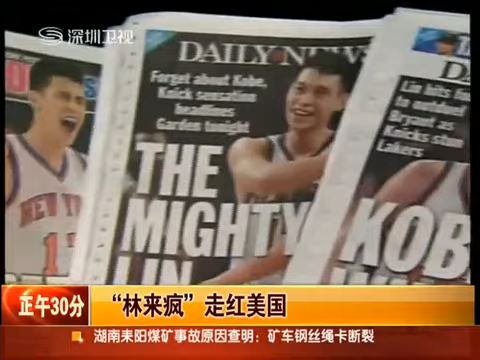 深圳卫视
DAILY NEWS
Forget about Kobe,
Knick sensation
headlines
Garden tonight
THE
MIGHTY
LIN
Lin hits
to outduel
Bryant as
Knicks stun
Lakers
KOB
NEW YORK
正午30分
“林来疯”走红美国
湖南耒阳煤矿事故原因查明：矿车钢丝绳卡断裂